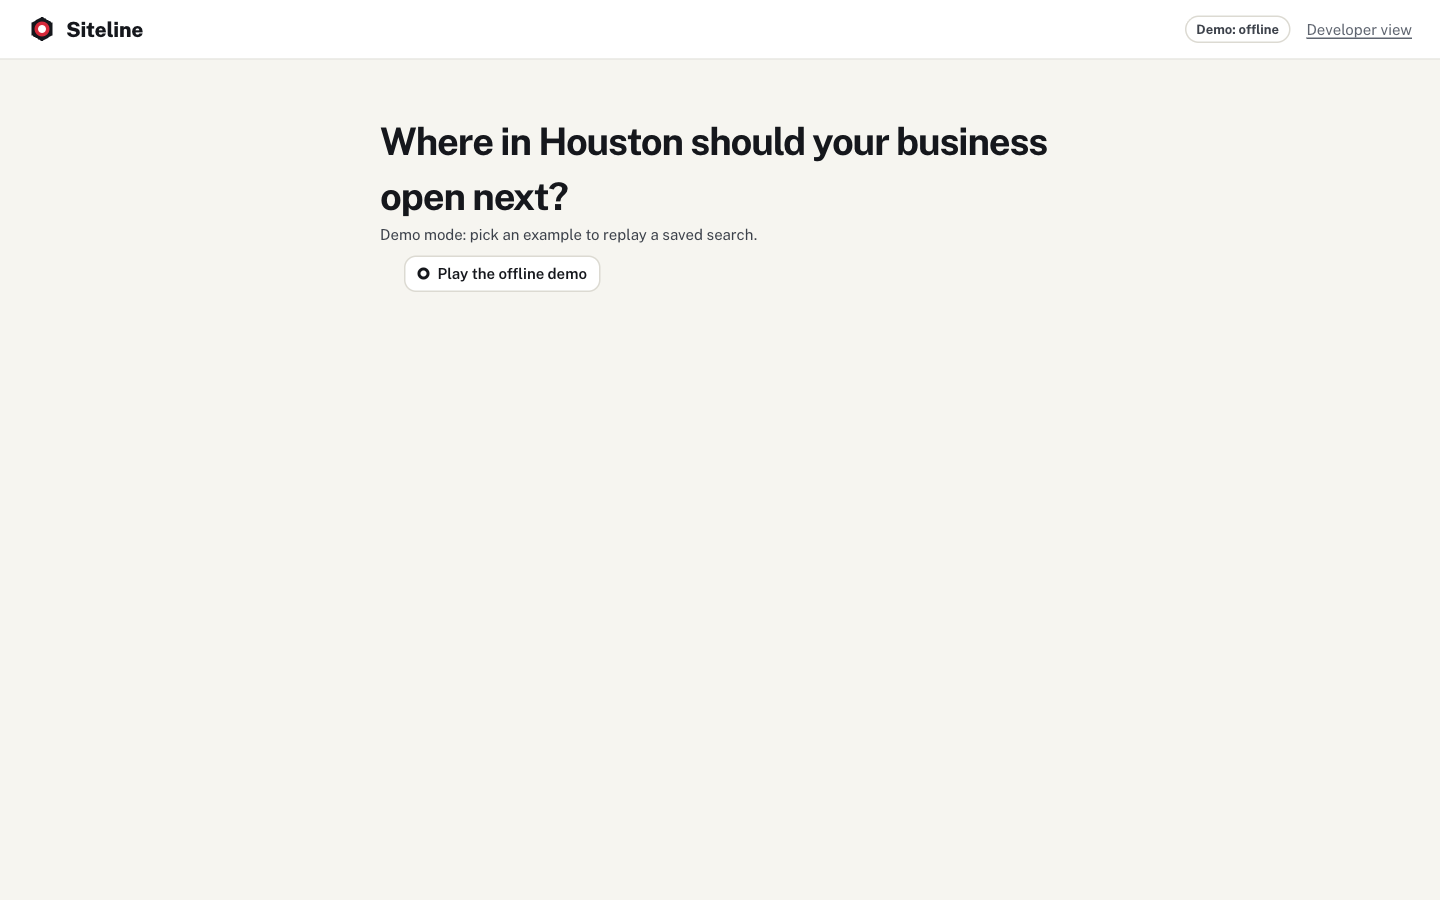 Siteline
Demo: offline
Developer view
Where in Houston should your business
open next?
Demo mode: pick an example to replay a saved search.
Play the offline demo